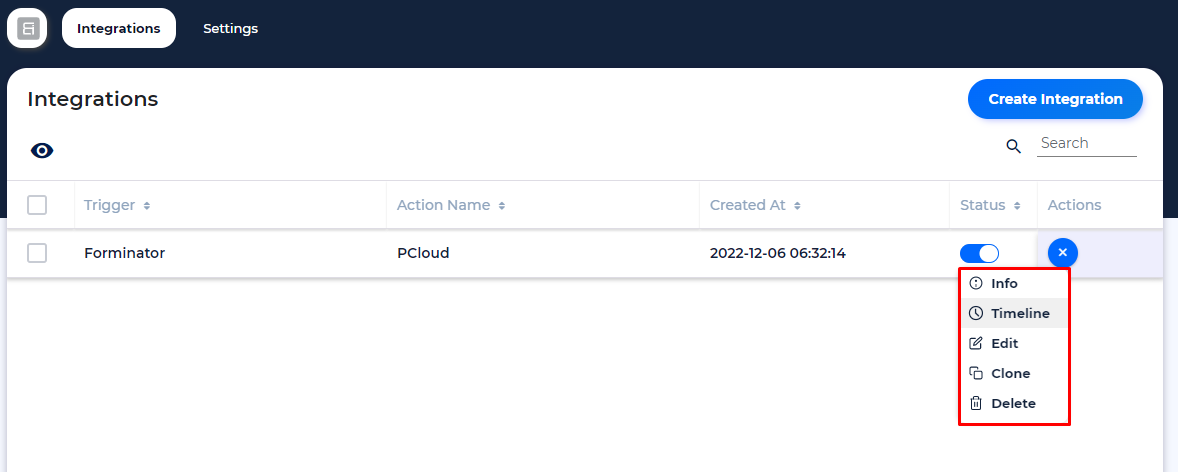 Integrations
Settings
Integrations
Create Integration
Search
Trigger
Action Name
Created At
Status
Actions
Forminator
PCloud
2022-12-06 06:32:14
Info
Timeline
Edit
Clone
Delete